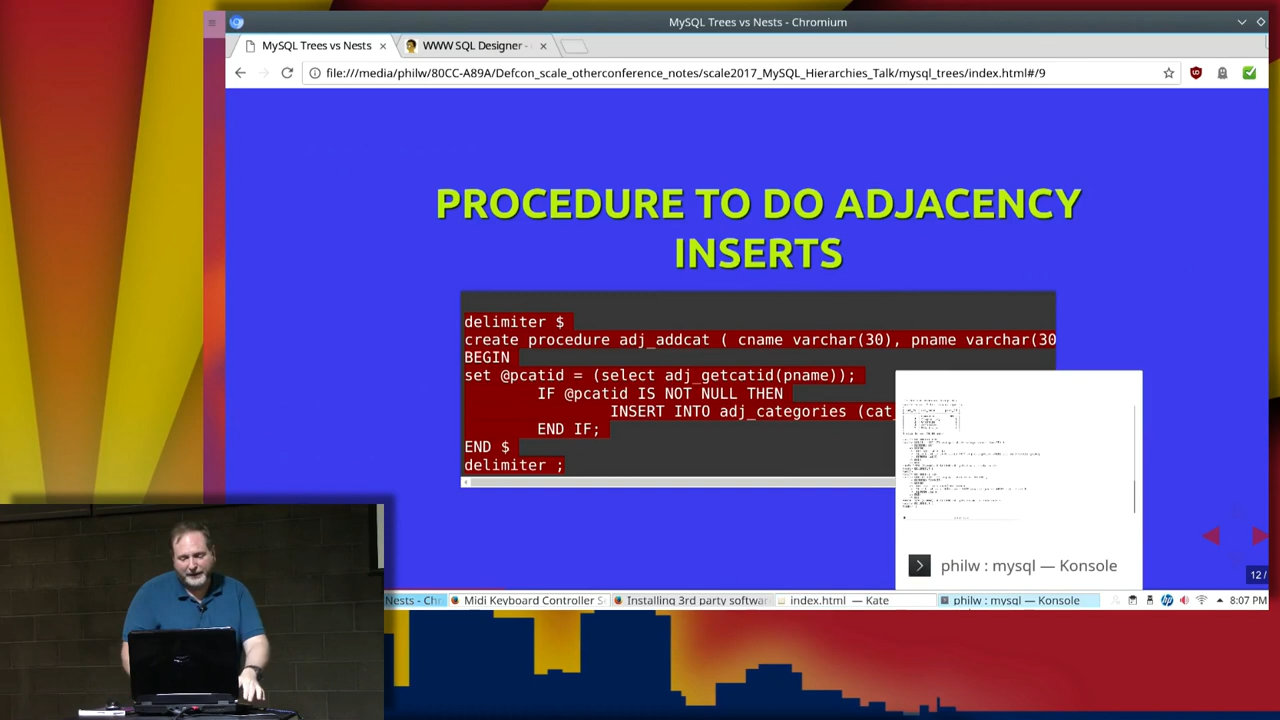 MySQL Trees vs Nests - Chromium
MySQL Trees vs Nests
WWW SQL Designer -
file:///media/philw/80CC-A89A/Defcon_scale_otherconference_notes/scale2017_MySQL_Hierarchies_Talk/mysql_trees/index.html#/9
PROCEDURE TO DO ADJACENCY
INSERTS
delimiter $
create procedure adj_addcat ( cname varchar(30), pname varchar(30
BEGIN
set @pcatid = (select adj_getcatid(pname));
IF @pcatid IS NOT NULL THEN
INSERT INTO adj_categories (cat_
END IF;
END $
delimiter ;
philw : mysql — Konsole
12 /
Nests - Chr
Midi Keyboard Controller S
Installing 3rd party softwa
index.html — Kate
philw : mysql — Konsole
8:07 PM